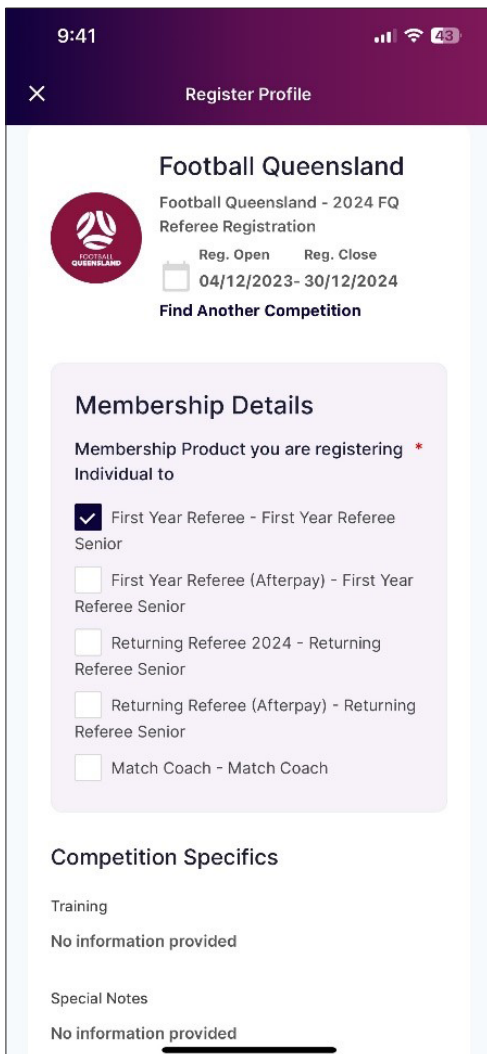 9:41
43
Register Profile
Football Queensland
Football Queensland - 2024 FQ
Referee Registration
FOOTBALL
QUEENSLAND
Reg. Open Reg. Close
04/12/2023- 30/12/2024
Find Another Competition
Membership Details
Membership Product you are registering *
Individual to
First Year Referee - First Year Referee
Senior
First Year Referee (Afterpay) - First Year
Referee Senior
Returning Referee 2024 - Returning
Referee Senior
Returning Referee (Afterpay) - Returning
Referee Senior
Match Coach - Match Coach
Competition Specifics
Training
No information provided
Special Notes
No information provided